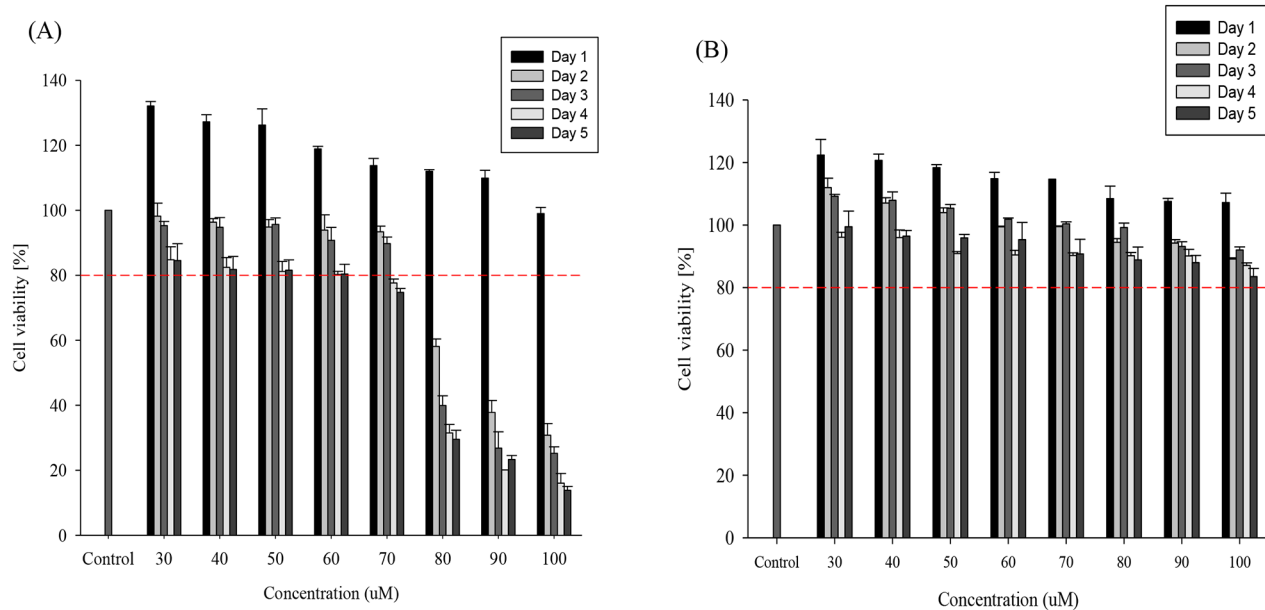 (A)
Day 1
Day 2
Day 3
Day 4
Day 5
140
120
100
80
60
40
20
0
Cell viability [%]
Control 30 40 50 60 70 80 90 100
Concentration (uM)
(B)
Day 1
Day 2
Day 3
Day 4
Day 5
140
120
100
80
60
40
20
0
Cell viability [%]
Control 30 40 50 60 70 80 90 100
Concentration (uM)